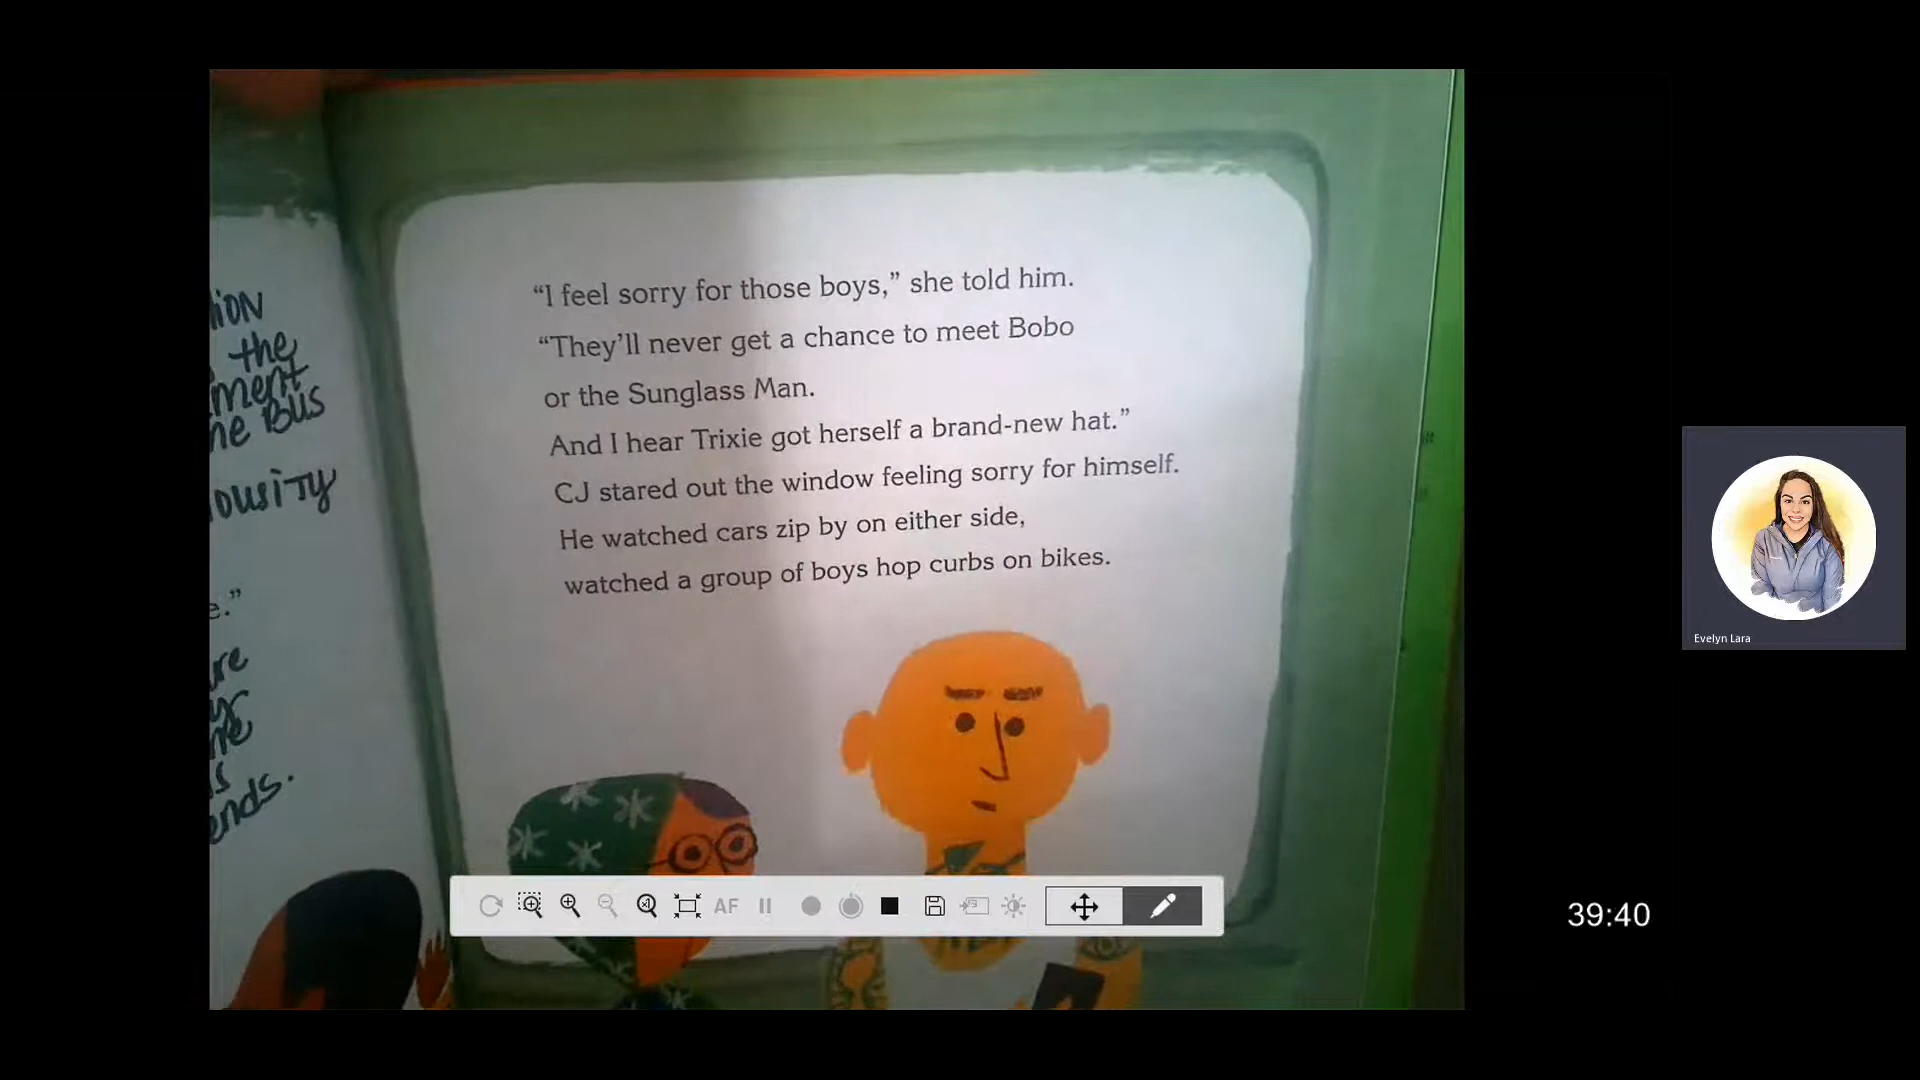 “I feel sorry for those boys,” she told him.
“They’ll never get a chance to meet Bobo
or the Sunglass Man.
And I hear Trixie got herself a brand-new hat.”
CJ stared out the window feeling sorry for himself.
He watched cars zip by on either side,
watched a group of boys hop curbs on bikes.
the
Bus
AF
Evelyn Lara
39:40